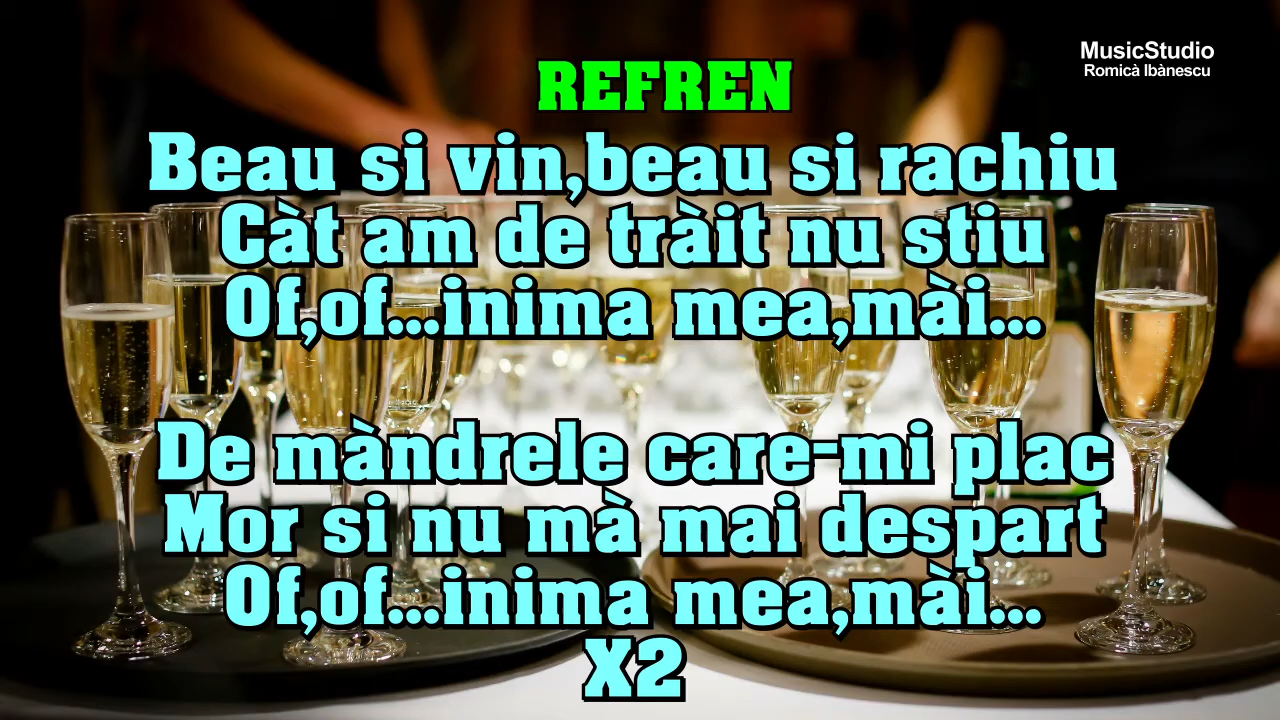 MusicStudio
Romicà Ibànescu
REFREN
Beau si vin,beau si rachiu
Càt am de tràit nu stiu
Of,of...inima mea,mài...
De màndrele care-mi plac
Mor si nu mà mai despart
Of,of...inima mea,mài...
X2